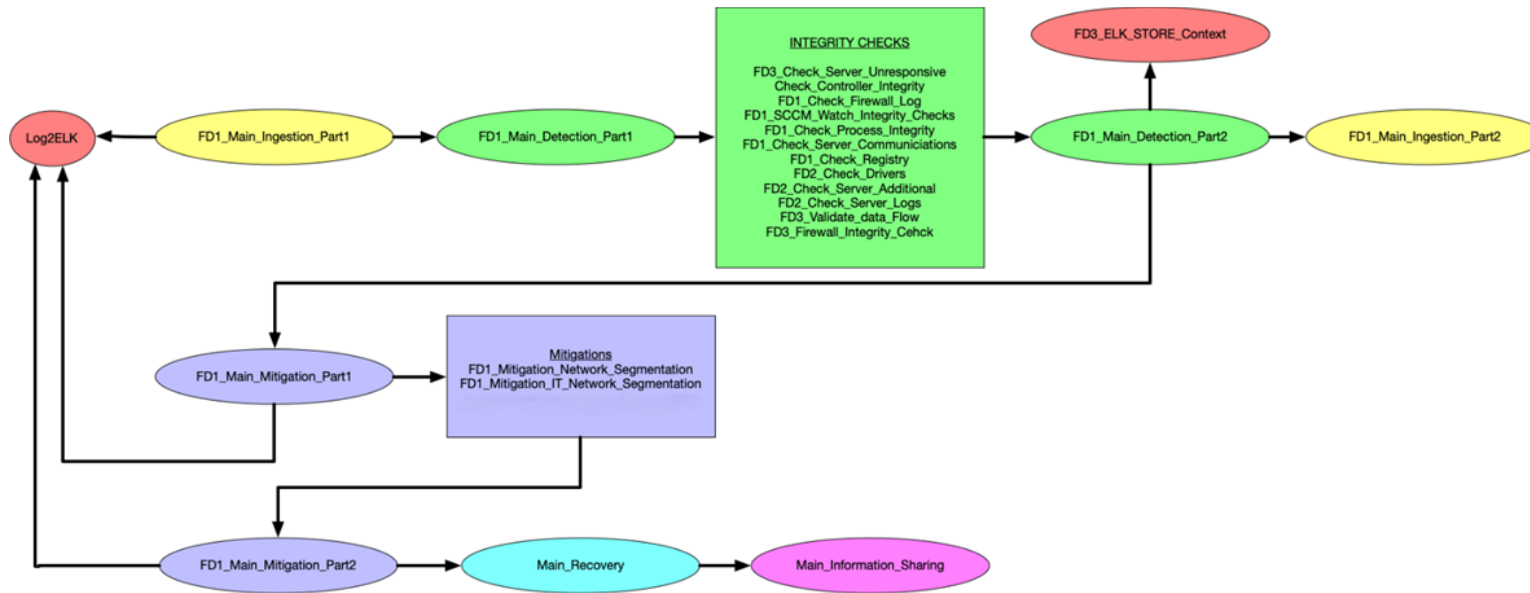 INTEGRITY CHECKS
FD3_Check_Server_Unresponsive
Check_Controller_Integrity
FD1_Check_Firewall_Log
FD1_SCCM_Watch_Integrity_Checks
FD1_Check_Process_Integrity
FD1_Check_Server_Communiciations
FD1_Check_Registry
FD2_Check_Drivers
FD2_Check_Server_Additional
FD2_Check_Server_Logs
FD3_Validate_data_Flow
FD3_Firewall_Integrity_Cehck
FD3_ELK_STORE_Context
Log2ELK
FD1_Main_Ingestion_Part1
FD1_Main_Detection_Part1
FD1_Main_Detection_Part2
FD1_Main_Ingestion_Part2
FD1_Main_Mitigation_Part1
Mitigations
FD1_Mitigation_Network_Segmentation
FD1_Mitigation_IT_Network_Segmentation
FD1_Main_Mitigation_Part2
Main_Recovery
Main_Information_Sharing